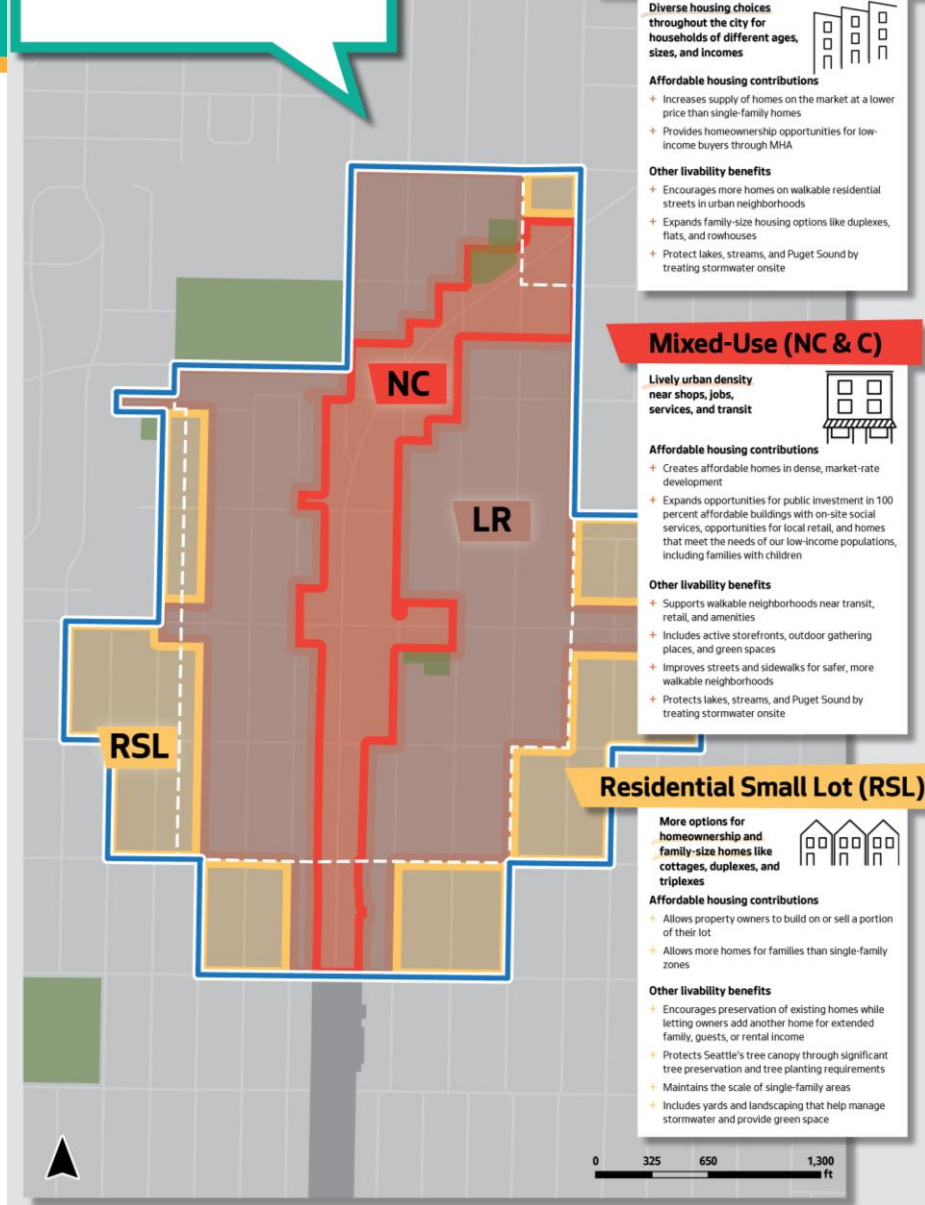 Diverse housing choices
throughout the city for
households of different ages,
sizes, and incomes
Affordable housing contributions
+ Increases supply of homes on the market at a lower
price than single-family homes
+ Provides homeownership opportunities for low-
income buyers through MHA
Other livability benefits
+ Encourages more homes on walkable residential
streets in urban neighborhoods
+ Expands family-size housing options like duplexes,
flats, and rowhouses
+ Protect lakes, streams, and Puget Sound by
treating stormwater onsite
Mixed-Use (NC & C)
Lively urban density
near shops, jobs,
services, and transit
Affordable housing contributions
+ Creates affordable homes in dense, market-rate
development
+ Expands opportunities for public investment in 100
percent affordable buildings with on-site social
services, opportunities for local retail, and homes
that meet the needs of our low-income populations,
including families with children
Other livability benefits
+ Supports walkable neighborhoods near transit,
retail, and amenities
+ Includes active storefronts, outdoor gathering
places, and green spaces
+ Improves streets and sidewalks for safer, more
walkable neighborhoods
+ Protects lakes, streams, and Puget Sound by
treating stormwater onsite
Residential Small Lot (RSL)
More options for
homeownership and
family-size homes like
cottages, duplexes, and
triplexes
Affordable housing contributions
+ Allows property owners to build on or sell a portion
of their lot
+ Allows more homes for families than single-family
zones
Other livability benefits
+ Encourages preservation of existing homes while
letting owners add another home for extended
family, guests, or rental income
+ Protects Seattle's tree canopy through significant
tree preservation and tree planting requirements
+ Maintains the scale of single-family areas
+ Includes yards and landscaping that help manage
stormwater and provide green space
NC
LR
RSL
0 325 650 1,300
ft